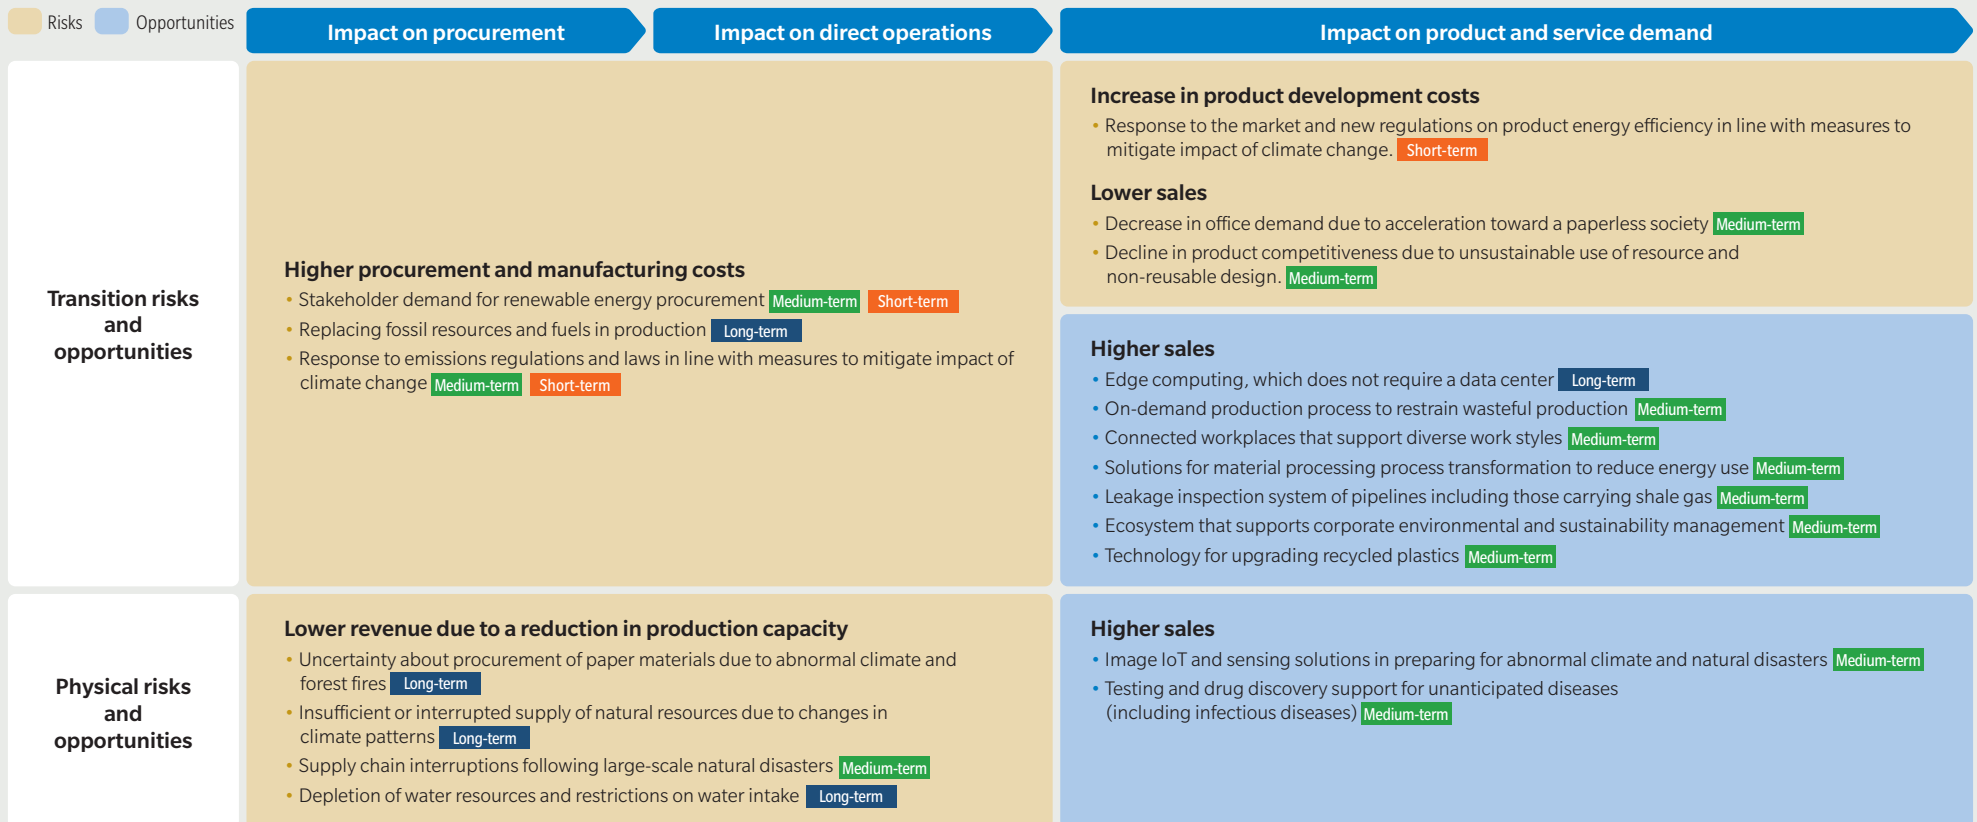 Risks
Opportunities
Impact on procurement
Impact on direct operations
Impact on product and service demand
Transition risks
and
opportunities
Higher procurement and manufacturing costs
• Stakeholder demand for renewable energy procurement Medium-term Short-term
• Replacing fossil resources and fuels in production Long-term
• Response to emissions regulations and laws in line with measures to mitigate impact of
climate change Medium-term Short-term
Increase in product development costs
• Response to the market and new regulations on product energy efficiency in line with measures to
mitigate impact of climate change. Short-term
Lower sales
• Decrease in office demand due to acceleration toward a paperless society Medium-term
• Decline in product competitiveness due to unsustainable use of resource and
non-reusable design. Medium-term
Higher sales
• Edge computing, which does not require a data center Long-term
• On-demand production process to restrain wasteful production Medium-term
• Connected workplaces that support diverse work styles Medium-term
• Solutions for material processing process transformation to reduce energy use Medium-term
• Leakage inspection system of pipelines including those carrying shale gas Medium-term
• Ecosystem that supports corporate environmental and sustainability management Medium-term
• Technology for upgrading recycled plastics Medium-term
Physical risks
and
opportunities
Lower revenue due to a reduction in production capacity
• Uncertainty about procurement of paper materials due to abnormal climate and
forest fires Long-term
• Insufficient or interrupted supply of natural resources due to changes in
climate patterns Long-term
• Supply chain interruptions following large-scale natural disasters Medium-term
• Depletion of water resources and restrictions on water intake Long-term
Higher sales
• Image IoT and sensing solutions in preparing for abnormal climate and natural disasters Medium-term
• Testing and drug discovery support for unanticipated diseases
(including infectious diseases) Medium-term